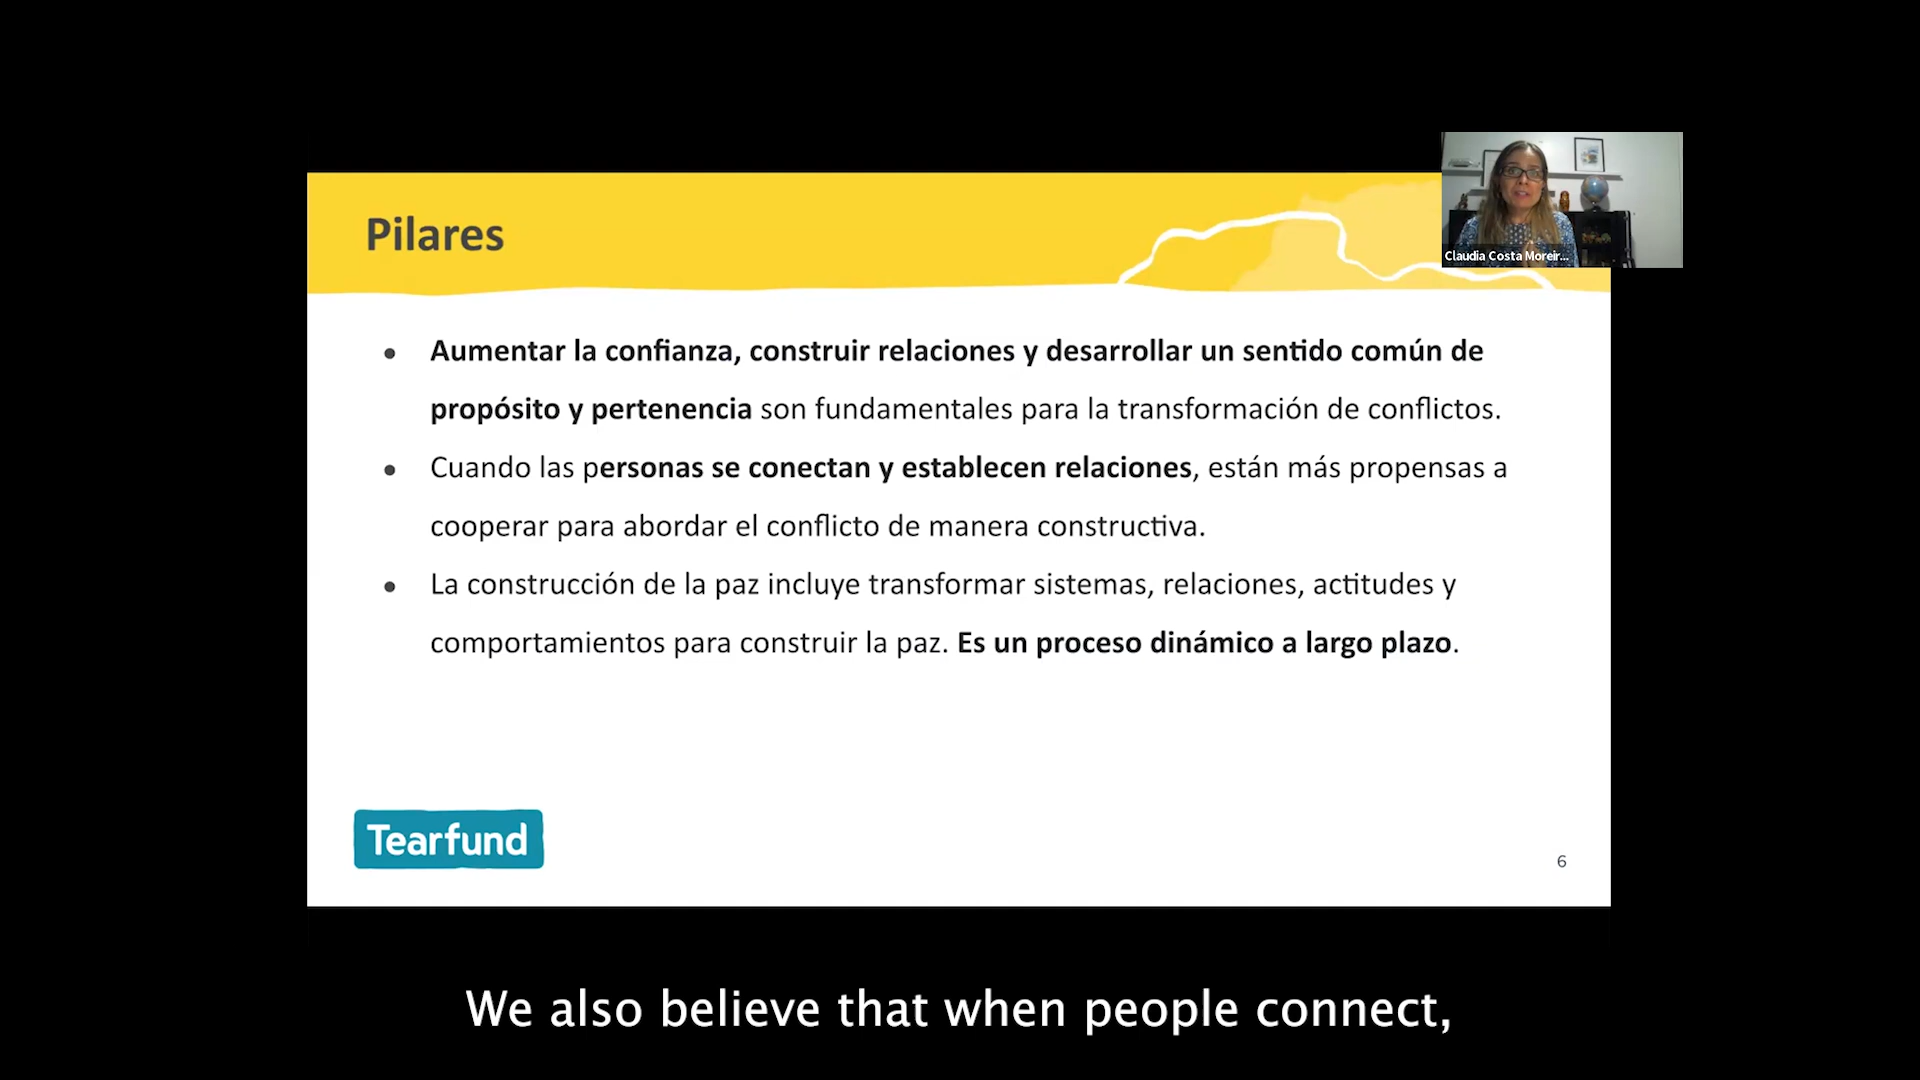 Pilares
Claudia Costa Moreir...
• Aumentar la confianza, construir relaciones y desarrollar un sentido común de
propósito y pertenencia son fundamentales para la transformación de conflictos.
• Cuando las personas se conectan y establecen relaciones, están más propensas a
cooperar para abordar el conflicto de manera constructiva.
• La construcción de la paz incluye transformar sistemas, relaciones, actitudes y
comportamientos para construir la paz. Es un proceso dinámico a largo plazo.
Tearfund
6
We also believe that when people connect,